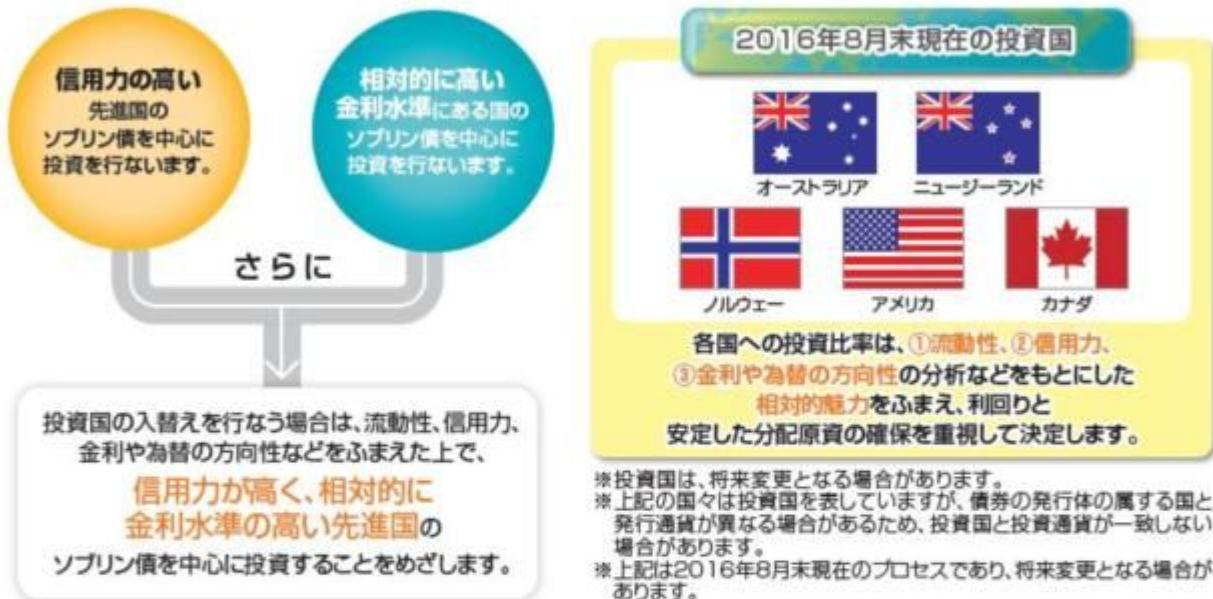 信用力の高い
先進国の
ソブリン債を中心に
投資を行ないます。
相対的に高い
金利水準にある国の
ソブリン債を中心に
投資を行ないます。
さらに
投資国の入替えを行なう場合は、流動性、信用力、
金利や為替の方向性などをふまえた上で、
信用力が高く、相対的に
金利水準の高い先進国の
ソブリン債を中心に投資することをめざします。
2016年8月末現在の投資国
オーストラリア
ニュージーランド
ノルウェー
アメリカ
カナダ
各国への投資比率は、①流動性、②信用力、
③金利や為替の方向性の分析などをもとにした
相対的魅力をふまえ、利回りと
安定した分配原資の確保を重視して決定します。
※投資国は、将来変更となる場合があります。
※上記の国々は投資国を表していますが、債券の発行体の属する国と
発行通貨が異なる場合があるため、投資国と投資通貨が一致しない
場合があります。
※上記は2016年8月末現在のプロセスであり、将来変更となる場合が
あります。